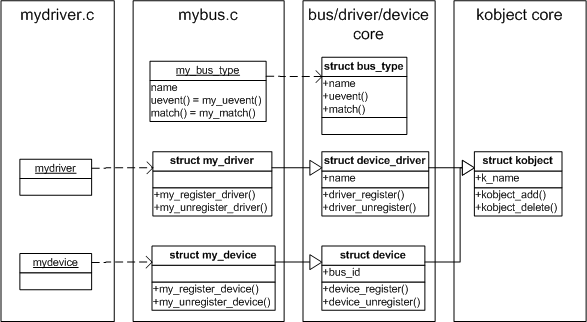 mydriver.c
mybus.c
bus/driver/device
core
kobject core
my_bus_type
name
uevent() = my_uevent()
match() = my_match()
struct bus_type
+name
+uevent()
+match()
mydriver
struct my_driver
+my_register_driver()
+my_unregister_driver()
struct device_driver
+name
+driver_register()
+driver_unregister()
struct kobject
+k_name
+kobject_add()
+kobject_delete()
mydevice
struct my_device
+my_register_device()
+my_unregister_device()
struct device
+bus_id
+device_register()
+device_unregister()